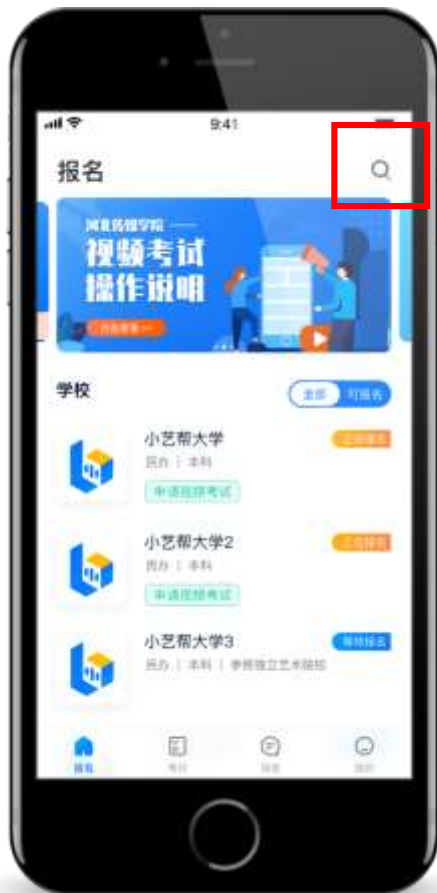 9:41
报名
河北传媒学院
视频考试
操作说明
学校
全部 可报名
小艺帮大学
正在报名
民办 | 本科
申请视频考试
小艺帮大学2
正在报名
民办 | 本科
申请视频考试
小艺帮大学3
等待报名
民办 | 本科 | 参照独立艺术院校
报名 考试